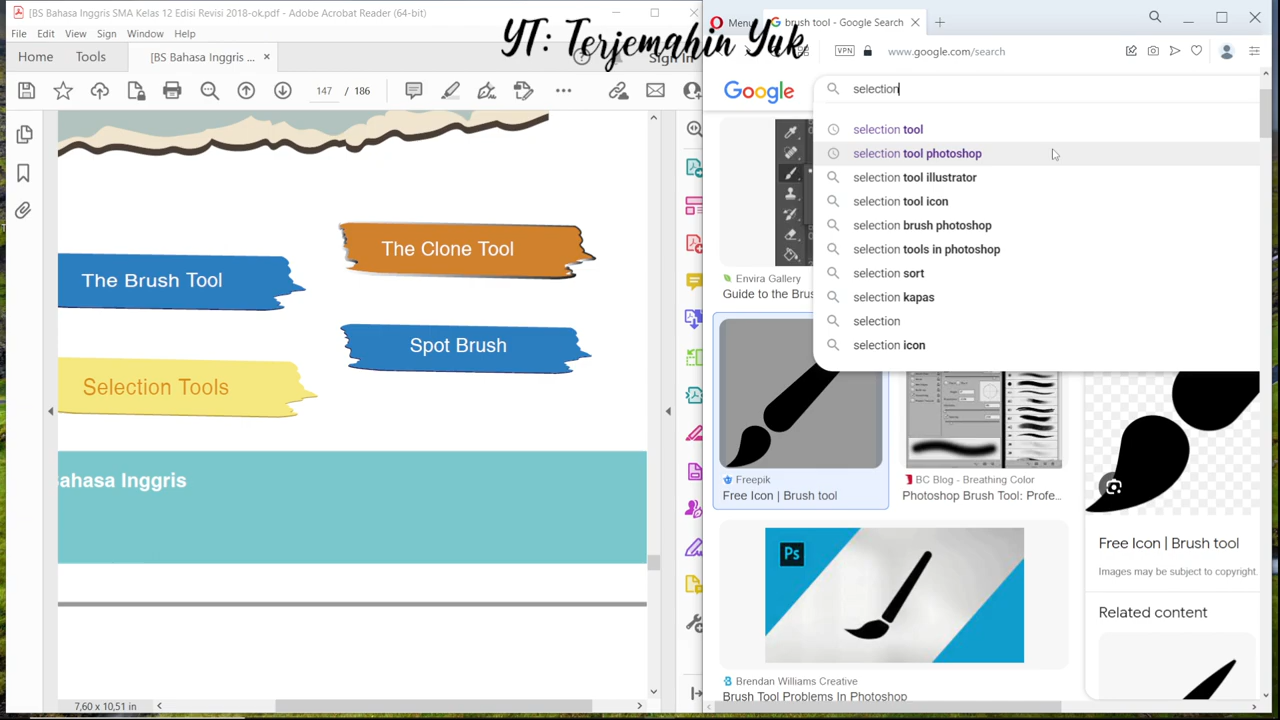 [BS Bahasa Inggris SMA Kelas 12 Edisi Revisi 2018-ok.pdf - Adobe Acrobat Reader (64-bit)
YT: Terjemahin Yuk
File Edit View Sign Window Help
Home Tools
[BS Bahasa Inggris ...
Sign In
147 / 186
The Clone Tool
The Brush Tool
Spot Brush
Selection Tools
Bahasa Inggris
7,60 x 10,51 in
Menu
brush tool - Google Search
VPN
www.google.com/search
Google
selection
selection tool
selection tool photoshop
selection tool illustrator
selection tool icon
selection brush photoshop
selection tools in photoshop
selection sort
selection kapas
selection
selection icon
Envira Gallery
Guide to the Brus
Freepik
Free Icon | Brush tool
BC Blog - Breathing Color
Photoshop Brush Tool: Profe...
Ps
Brendan Williams Creative
Brush Tool Problems In Photoshop
Free Icon | Brush tool
Images may be subject to copyright.
Related content